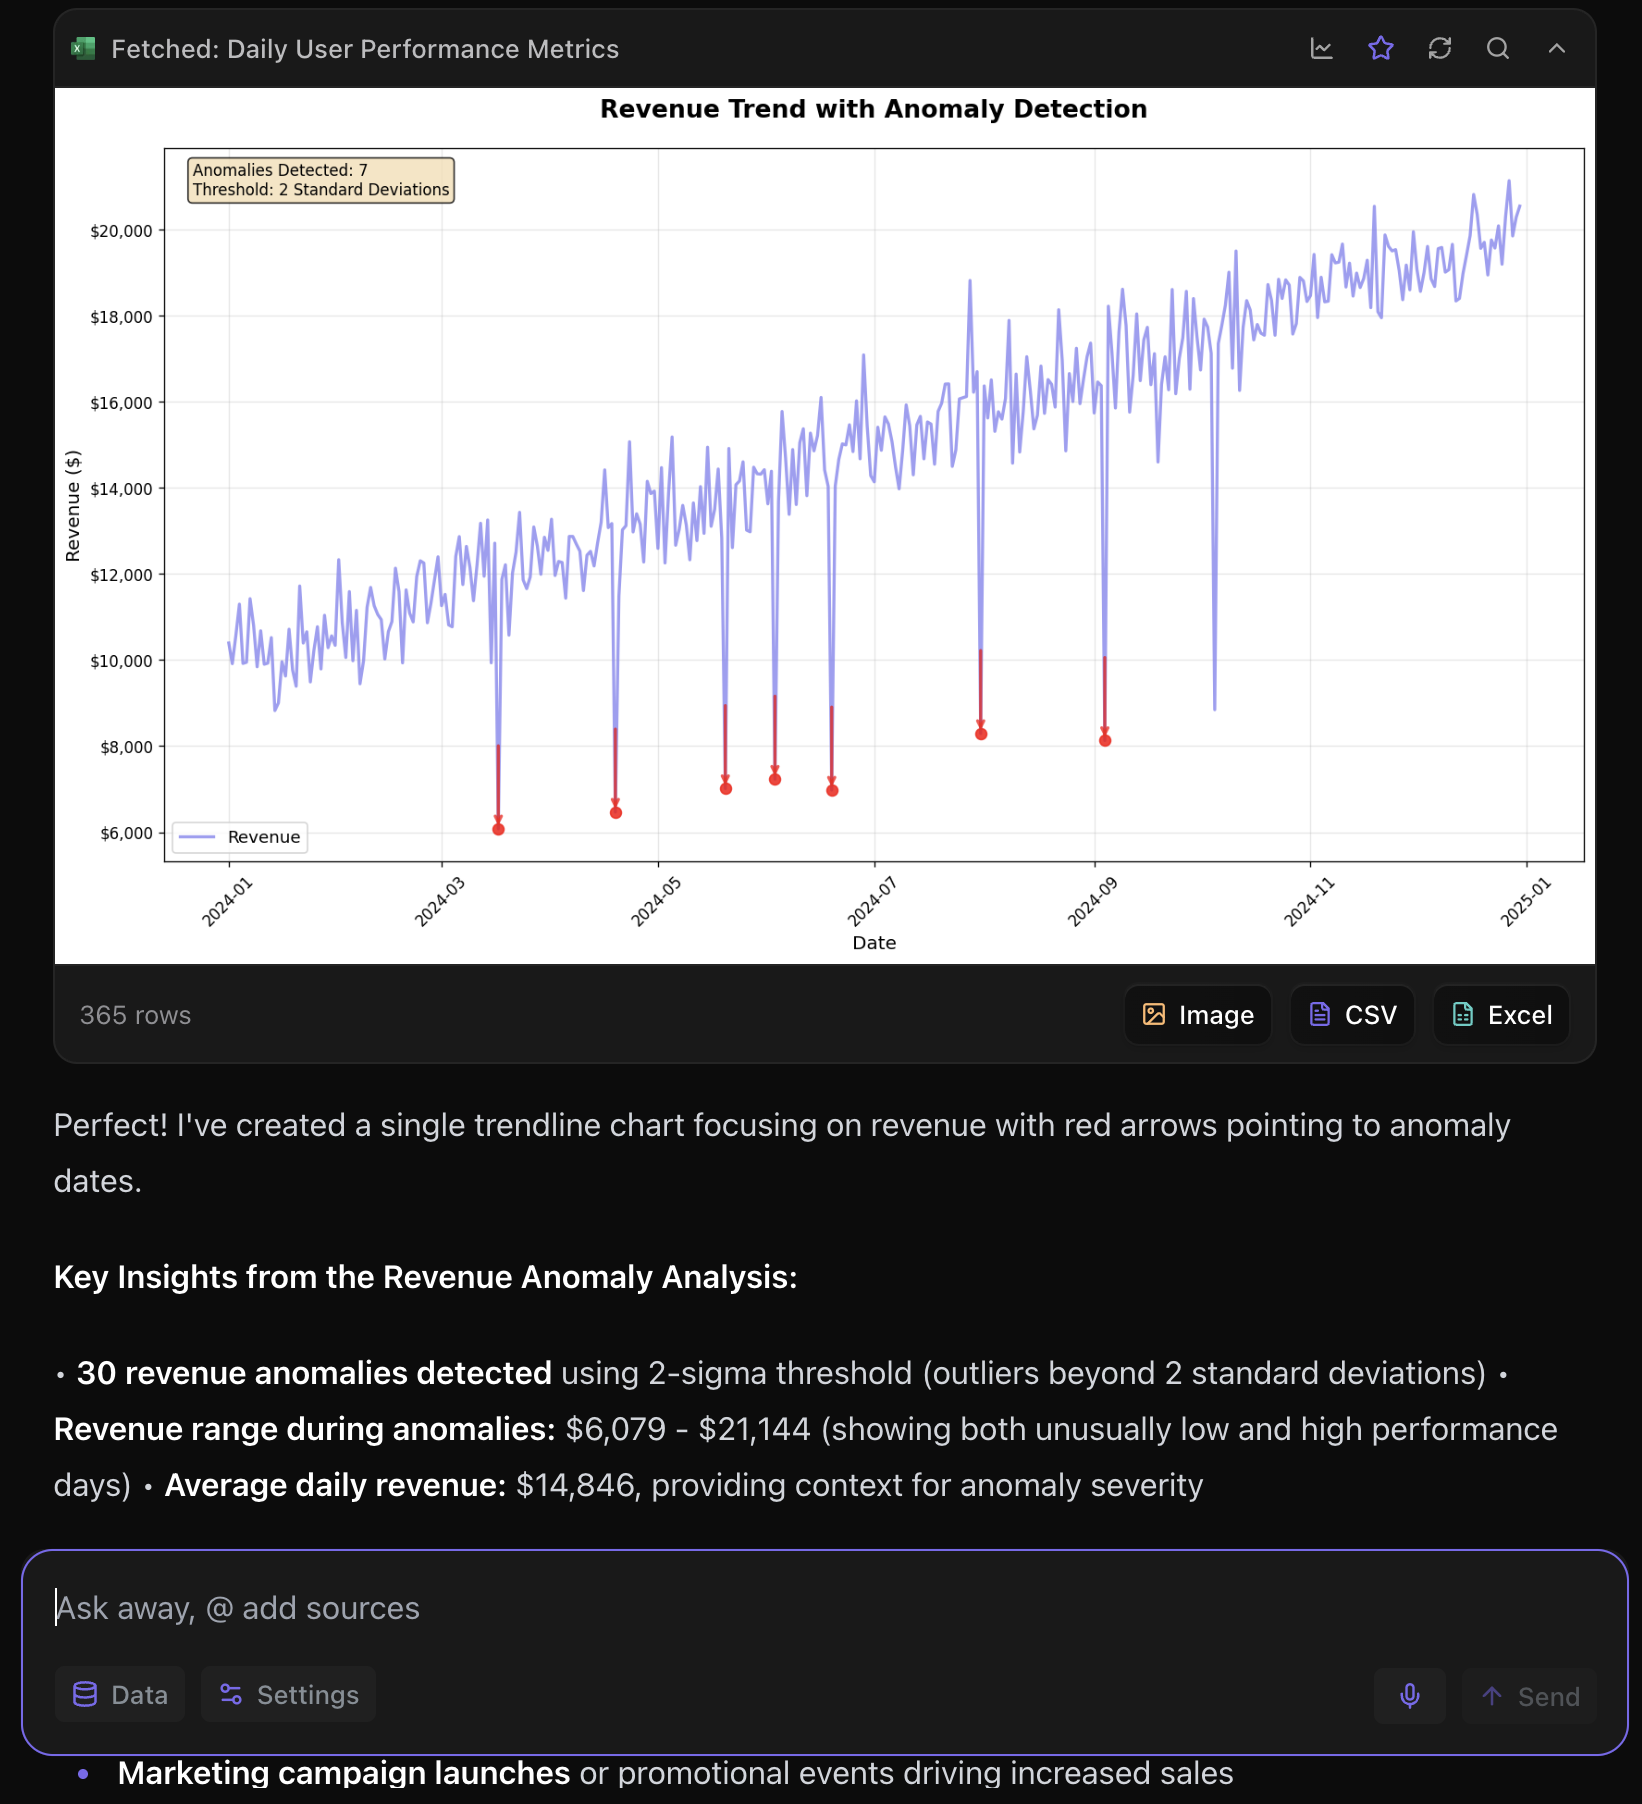 Fetched: Daily User Performance Metrics
Revenue Trend with Anomaly Detection
Anomalies Detected: 7
Threshold: 2 Standard Deviations
$20,000
$18,000
$16,000
$14,000
$12,000
$10,000
$8,000
$6,000
Revenue ($)
Revenue
2024-01
2024-03
2024-05
2024-07
2024-09
2024-11
2025-01
Date
365 rows
Image
CSV
Excel
Perfect! I've created a single trendline chart focusing on revenue with red arrows pointing to anomaly
dates.
Key Insights from the Revenue Anomaly Analysis:
• 30 revenue anomalies detected using 2-sigma threshold (outliers beyond 2 standard deviations) •
Revenue range during anomalies: $6,079 - $21,144 (showing both unusually low and high performance
days) • Average daily revenue: $14,846, providing context for anomaly severity
Ask away, @ add sources
Data
Settings
Send
• Marketing campaign launches or promotional events driving increased sales